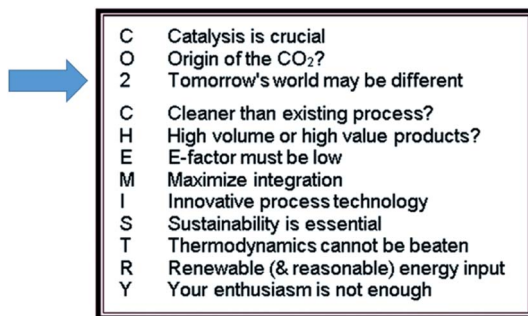 C Catalysis is crucial
O Origin of the CO₂?
2 Tomorrow's world may be different
C Cleaner than existing process?
H High volume or high value products?
E E-factor must be low
M Maximize integration
I Innovative process technology
S Sustainability is essential
T Thermodynamics cannot be beaten
R Renewable (& reasonable) energy input
Y Your enthusiasm is not enough